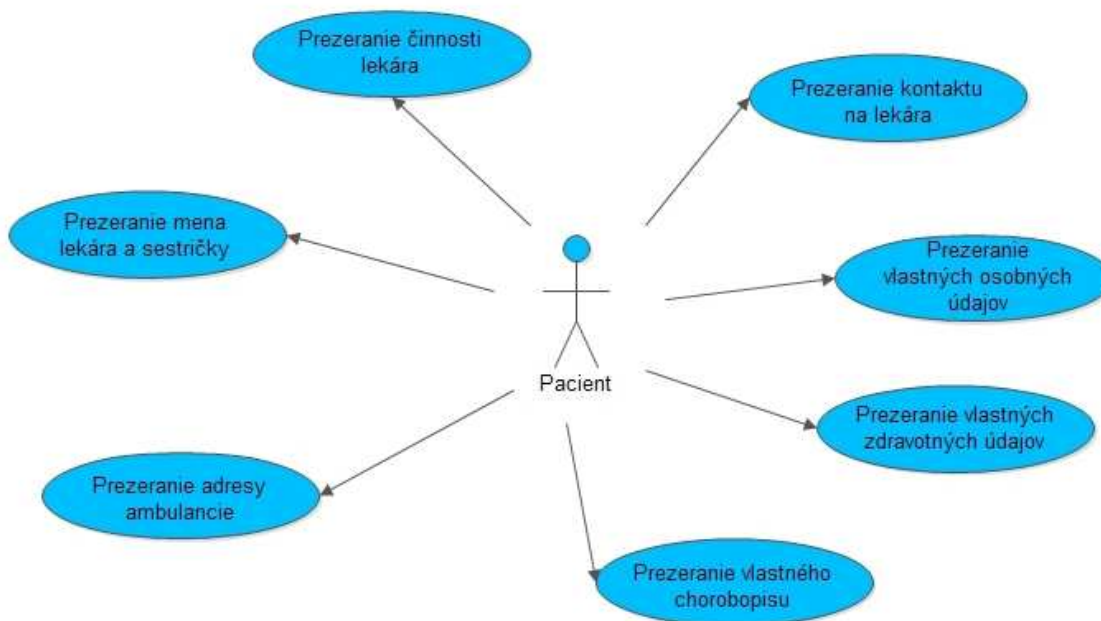 Prezeranie činnosti
lekára
Prezeranie kontaktu
na lekára
Prezeranie mena
lekára a sestričky
Prezeranie
vlastných osobných
údajov
Pacient
Prezeranie vlastných
zdravotných údajov
Prezeranie adresy
ambulancie
Prezeranie vlastného
chorobopisu